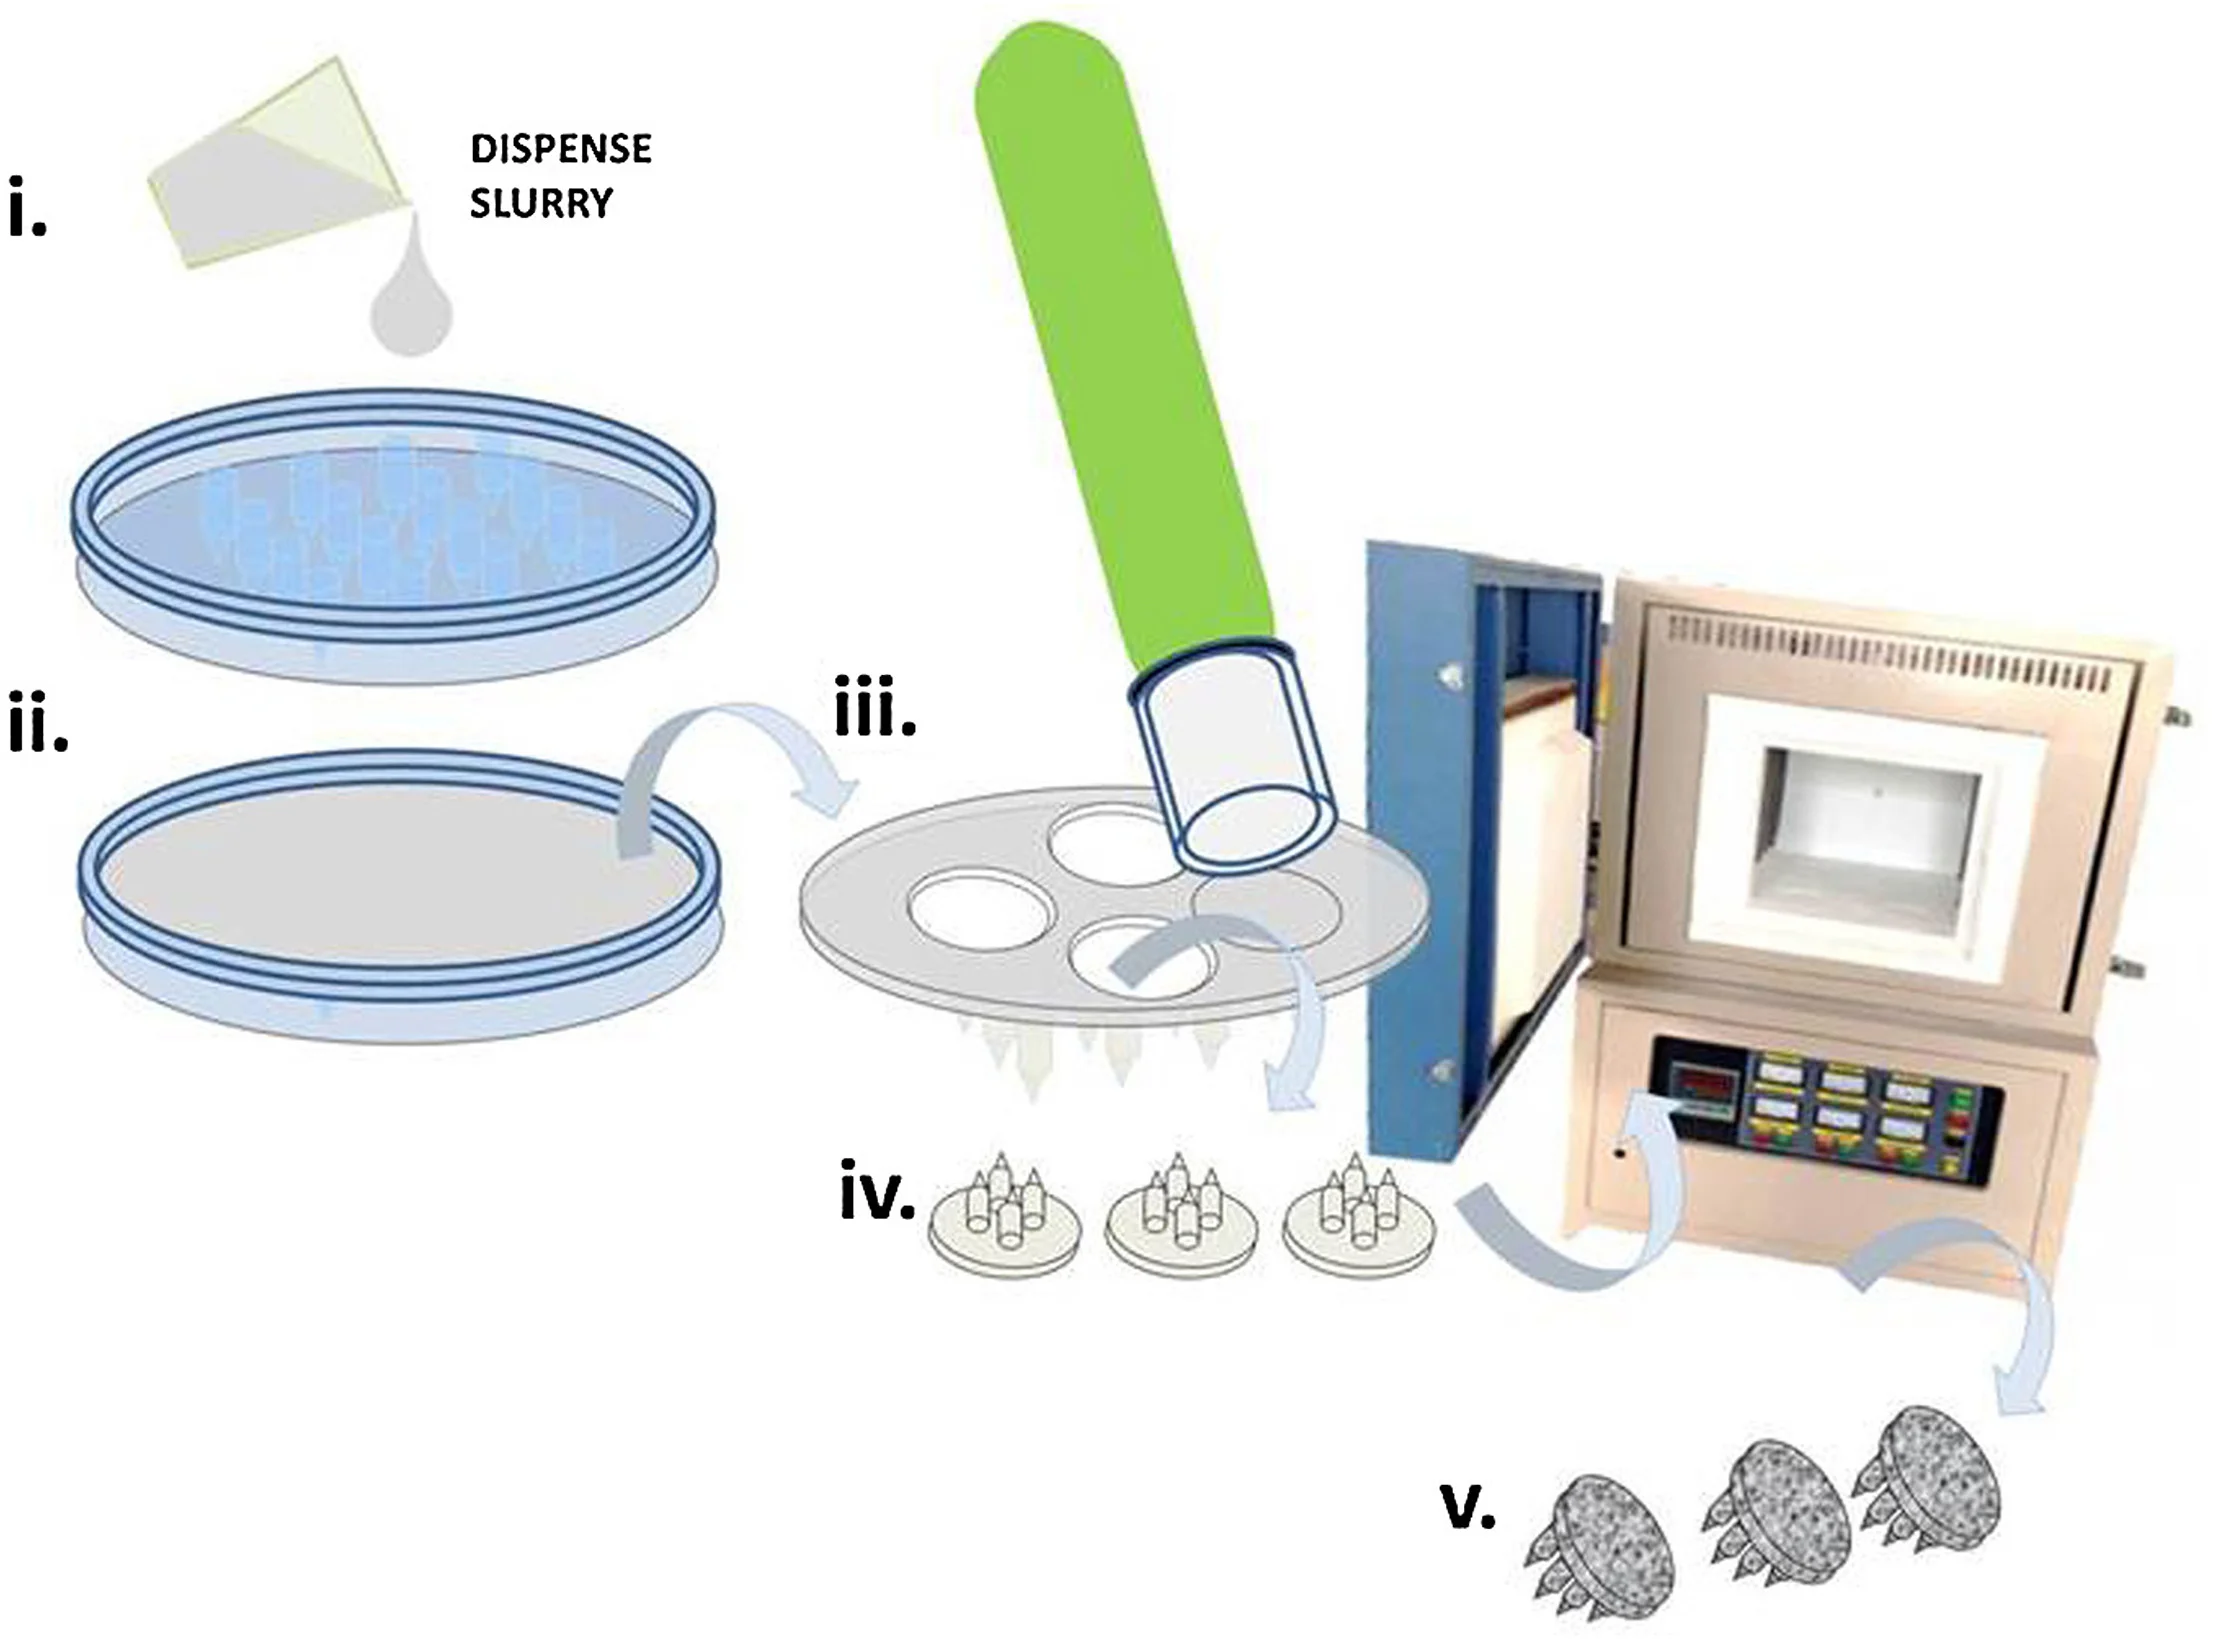 i.
DISPENSE
SLURRY
ii.
iii.
iv.
v.